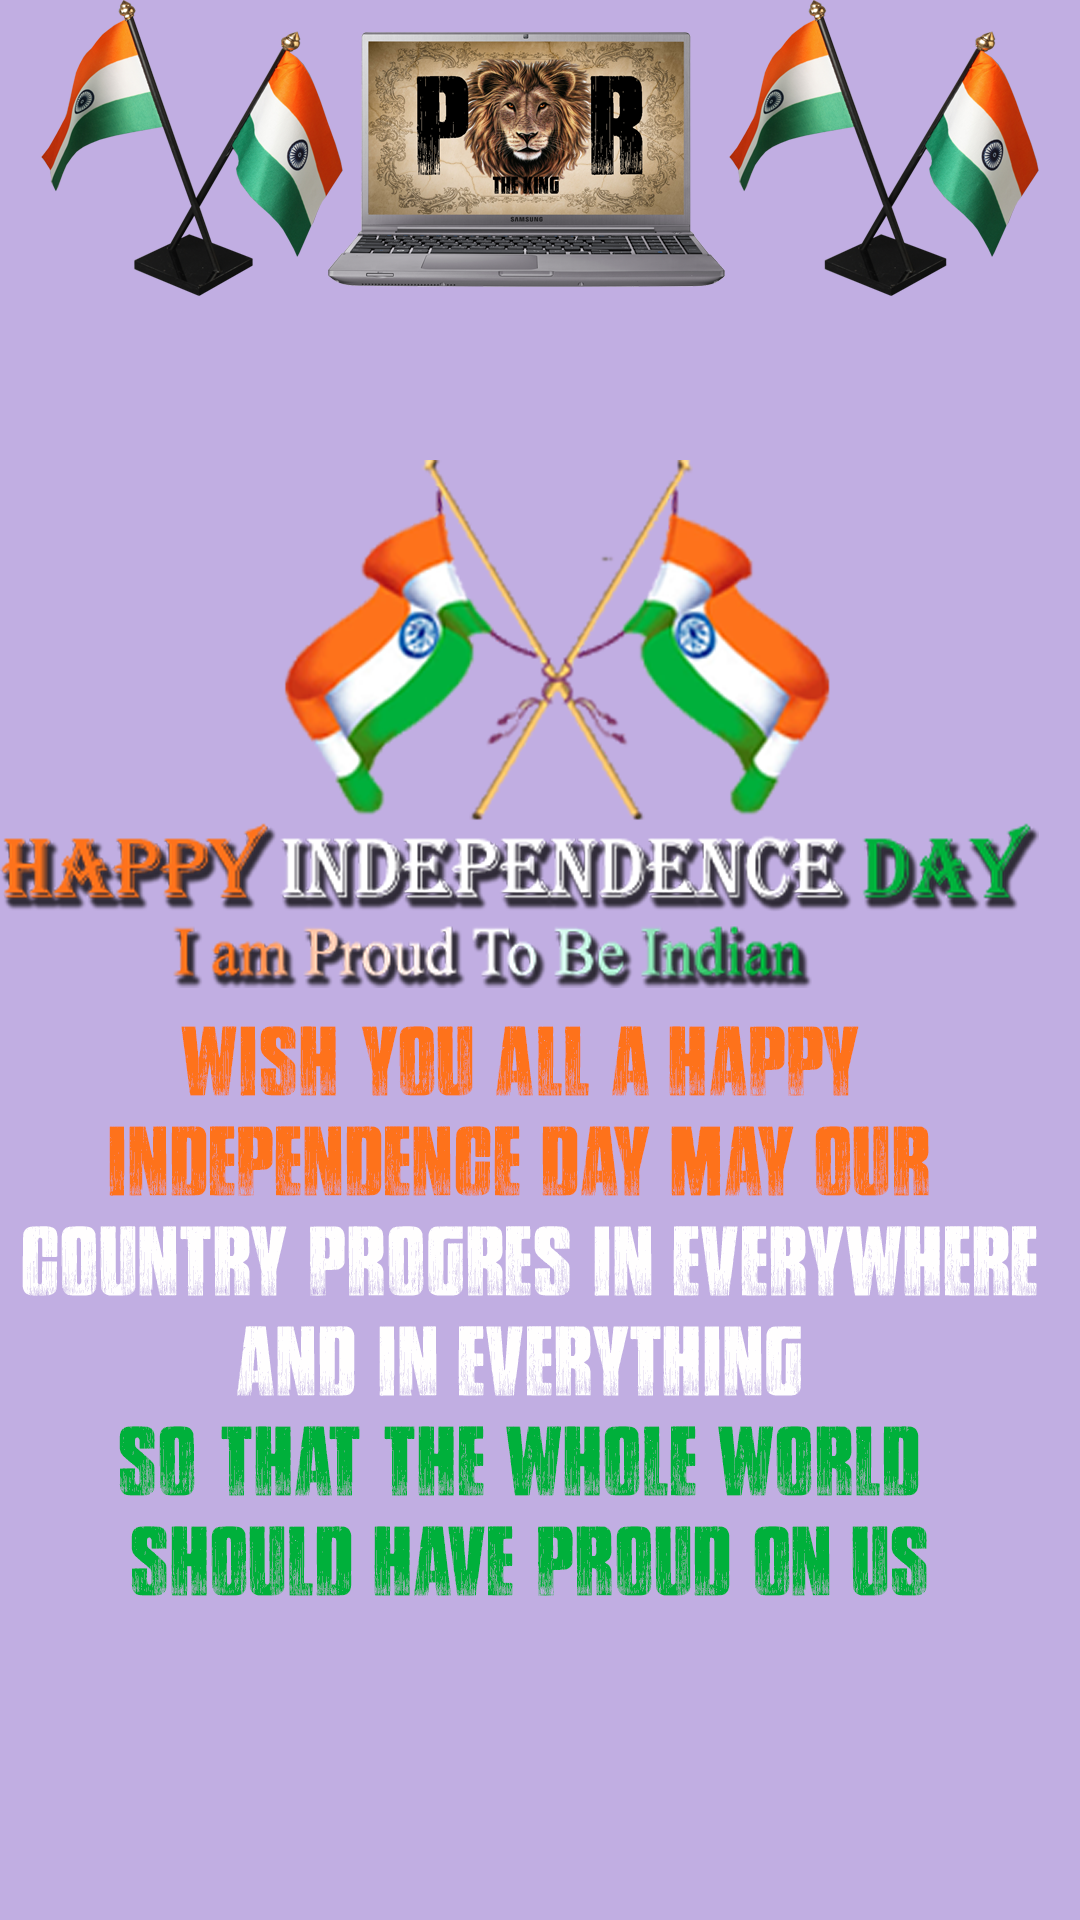 P R
THE KING
SAMSUNG
HAPPY INDEPENDENCE DAY
I am Proud To Be Indian
WISH YOU ALL A HAPPY
INDEPENDENCE DAY MAY OUR
COUNTRY PROGRES IN EVERYWHERE
AND IN EVERYTHING
SO THAT THE WHOLE WORLD
SHOULD HAVE PROUD ON US